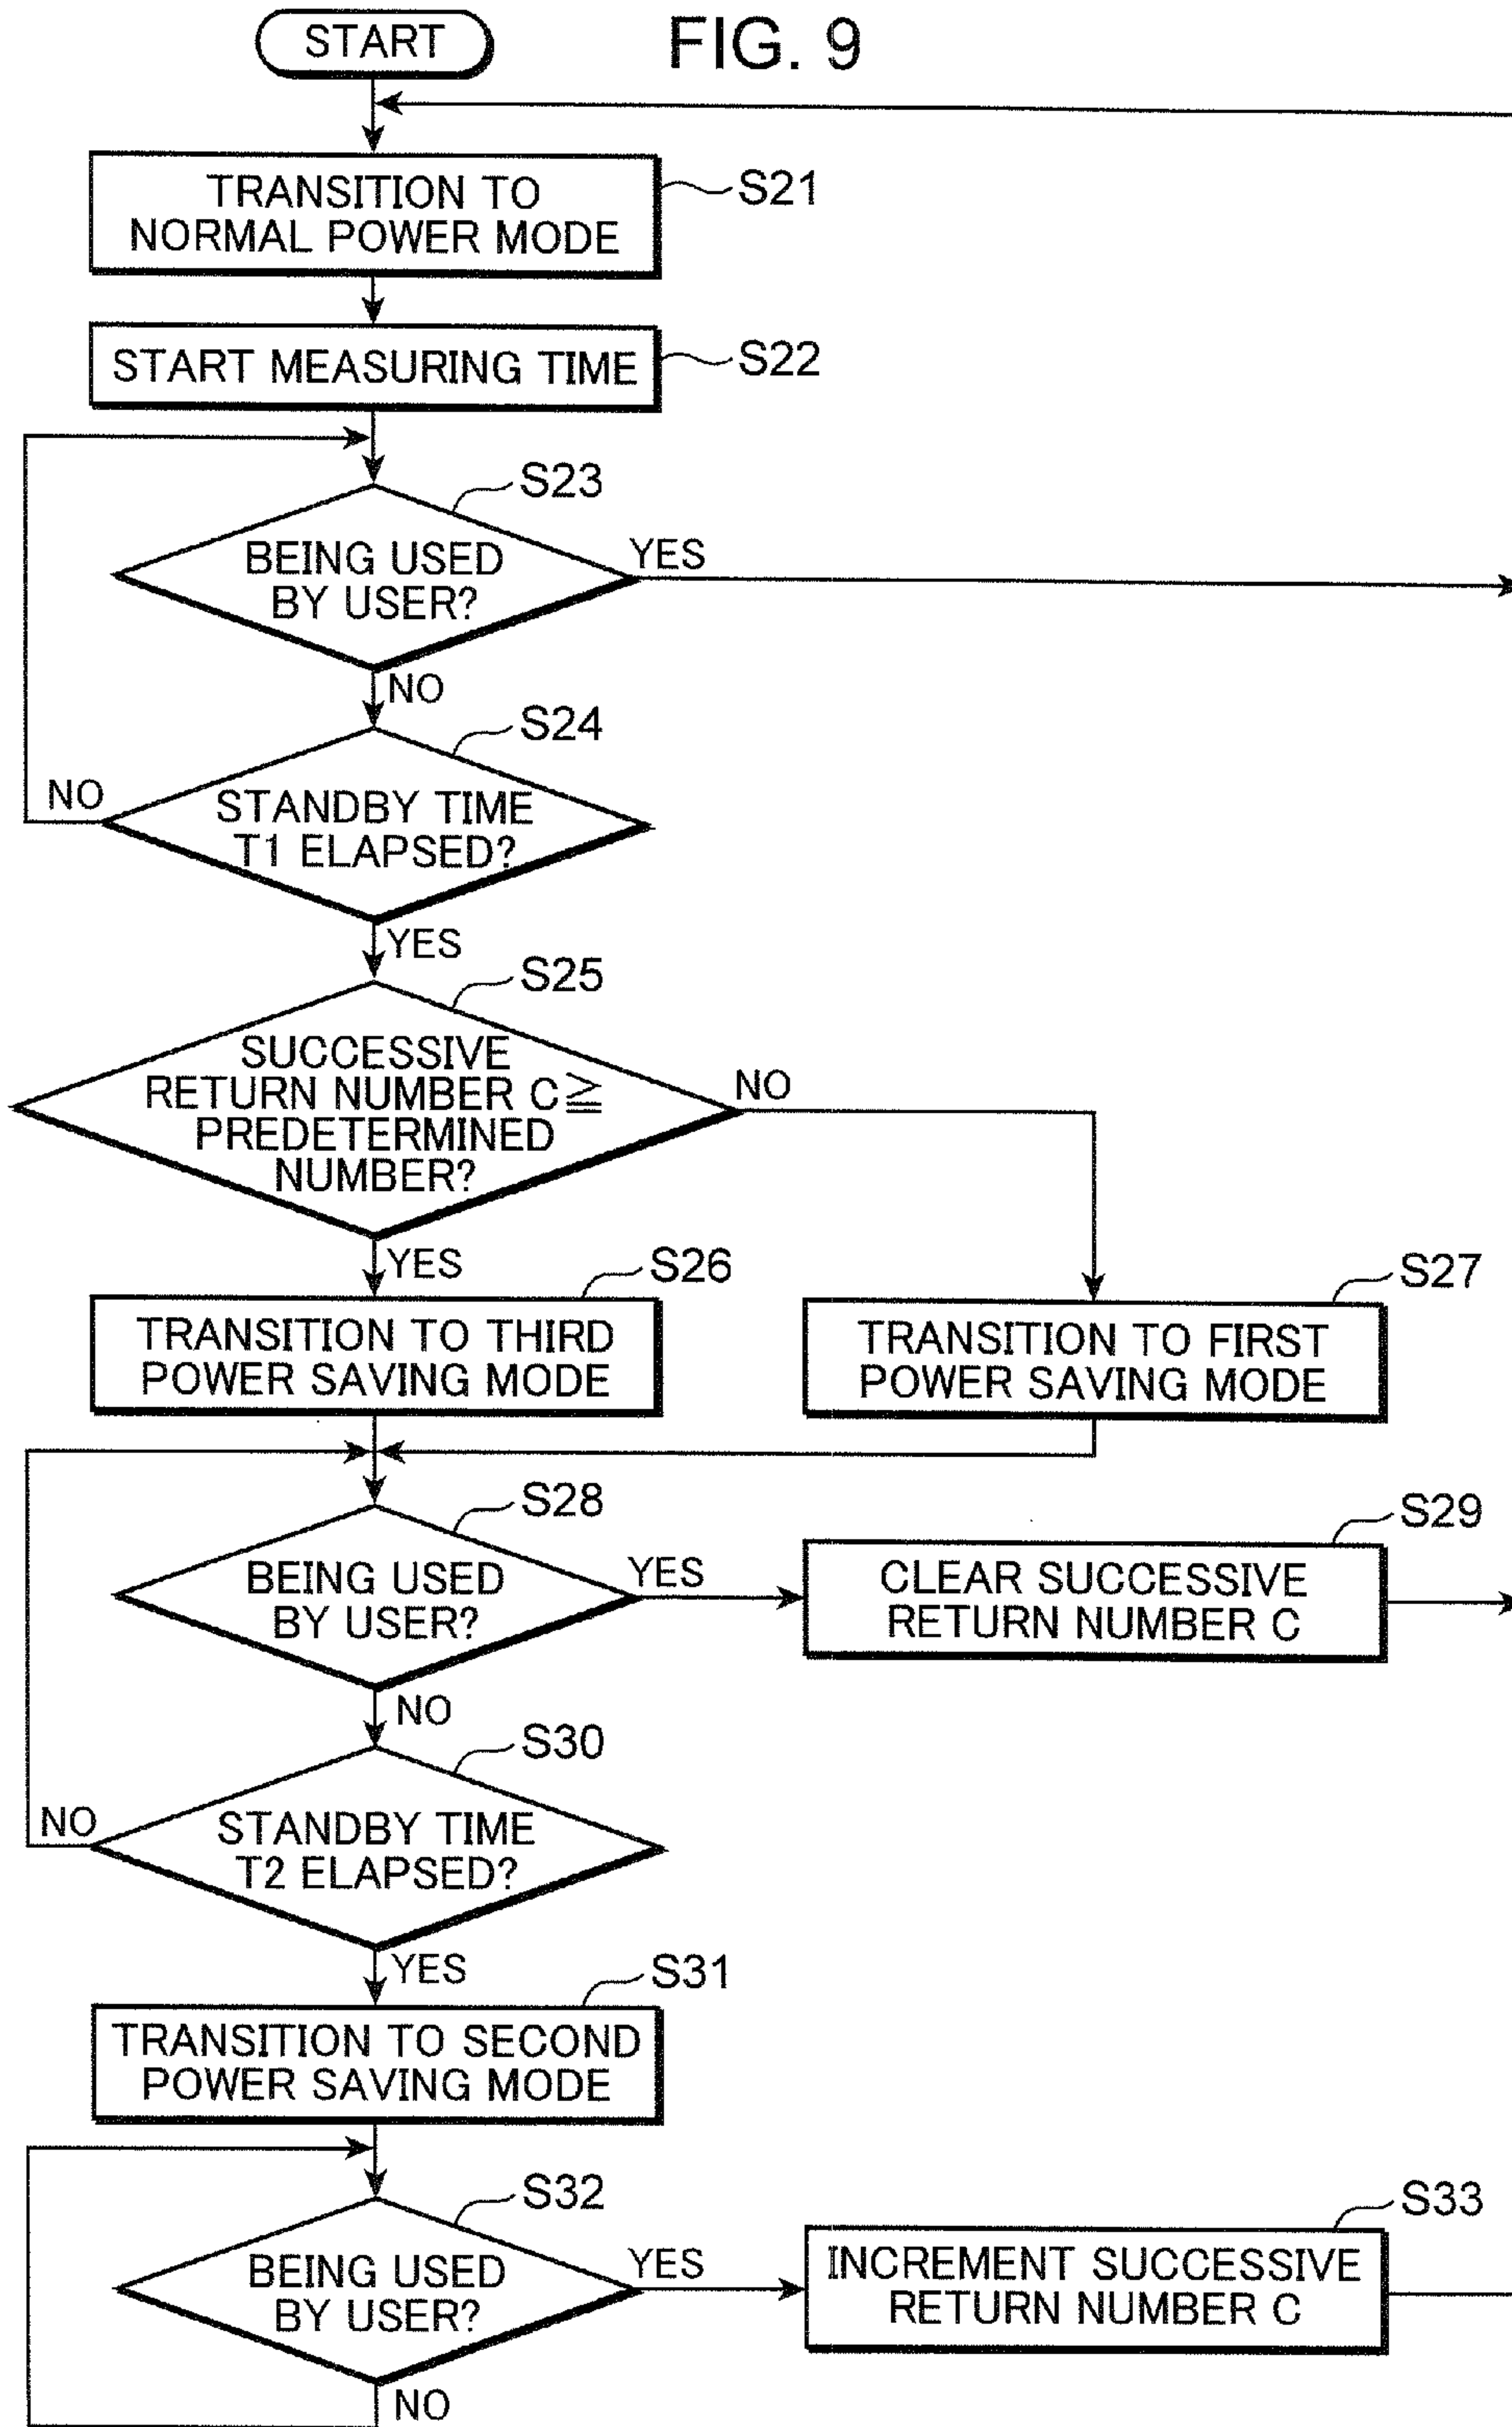 FIG. 9
START
TRANSITION TO
NORMAL POWER MODE
S21
START MEASURING TIME
S22
S23
BEING USED
BY USER?
YES
NO
S24
STANDBY TIME
T1 ELAPSED?
NO
YES
S25
SUCCESSIVE
RETURN NUMBER C≧
PREDETERMINED
NUMBER?
NO
YES
S26
TRANSITION TO THIRD
POWER SAVING MODE
S27
TRANSITION TO FIRST
POWER SAVING MODE
S28
BEING USED
BY USER?
YES
S29
CLEAR SUCCESSIVE
RETURN NUMBER C
NO
S30
STANDBY TIME
T2 ELAPSED?
NO
YES
S31
TRANSITION TO SECOND
POWER SAVING MODE
S32
BEING USED
BY USER?
YES
S33
INCREMENT SUCCESSIVE
RETURN NUMBER C
NO